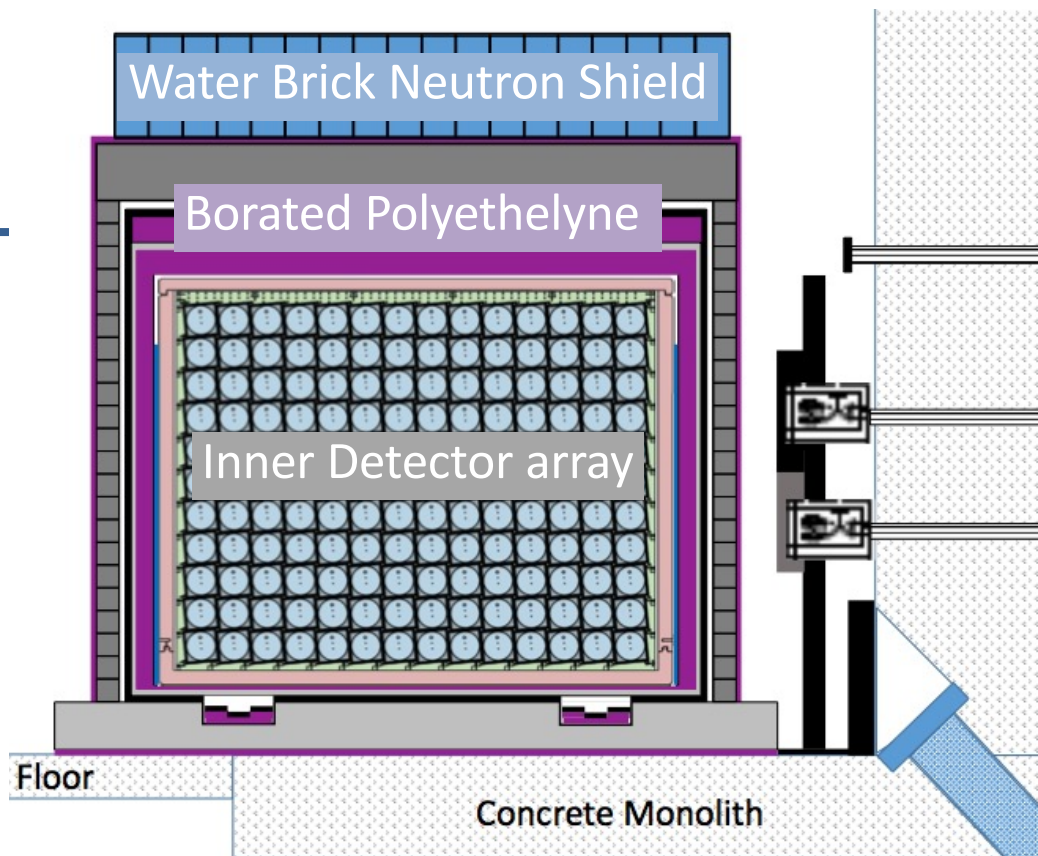 Water Brick Neutron Shield
Borated Polyethelyne
Inner Detector array
Floor
Concrete Monolith